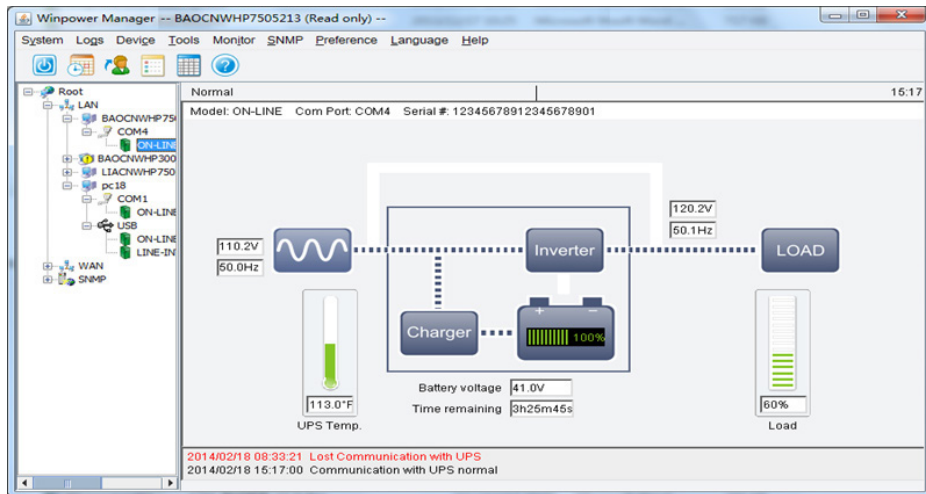 Winpower Manager -- BAOCNWHP7505213 (Read only) --
System Logs Device Tools Monitor SNMP Preference Language Help
Root
LAN
BAOCNWHP75
COM4
ON-LINE
BAOCNWHP300
LIACNWHP750
pc18
COM1
ON-LINE
USB
ON-LINE
LINE-IN
WAN
SNMP
Normal 15:17
Model: ON-LINE Com Port: COM4 Serial #: 12345678912345678901
110.2V
50.0Hz
120.2V
50.1Hz
Inverter
LOAD
Charger
+ −
100%
Battery voltage 41.0V
Time remaining 3h25m45s
113.0°F
UPS Temp.
60%
Load
2014/02/18 08:33:21 Lost Communication with UPS
2014/02/18 15:17:00 Communication with UPS normal